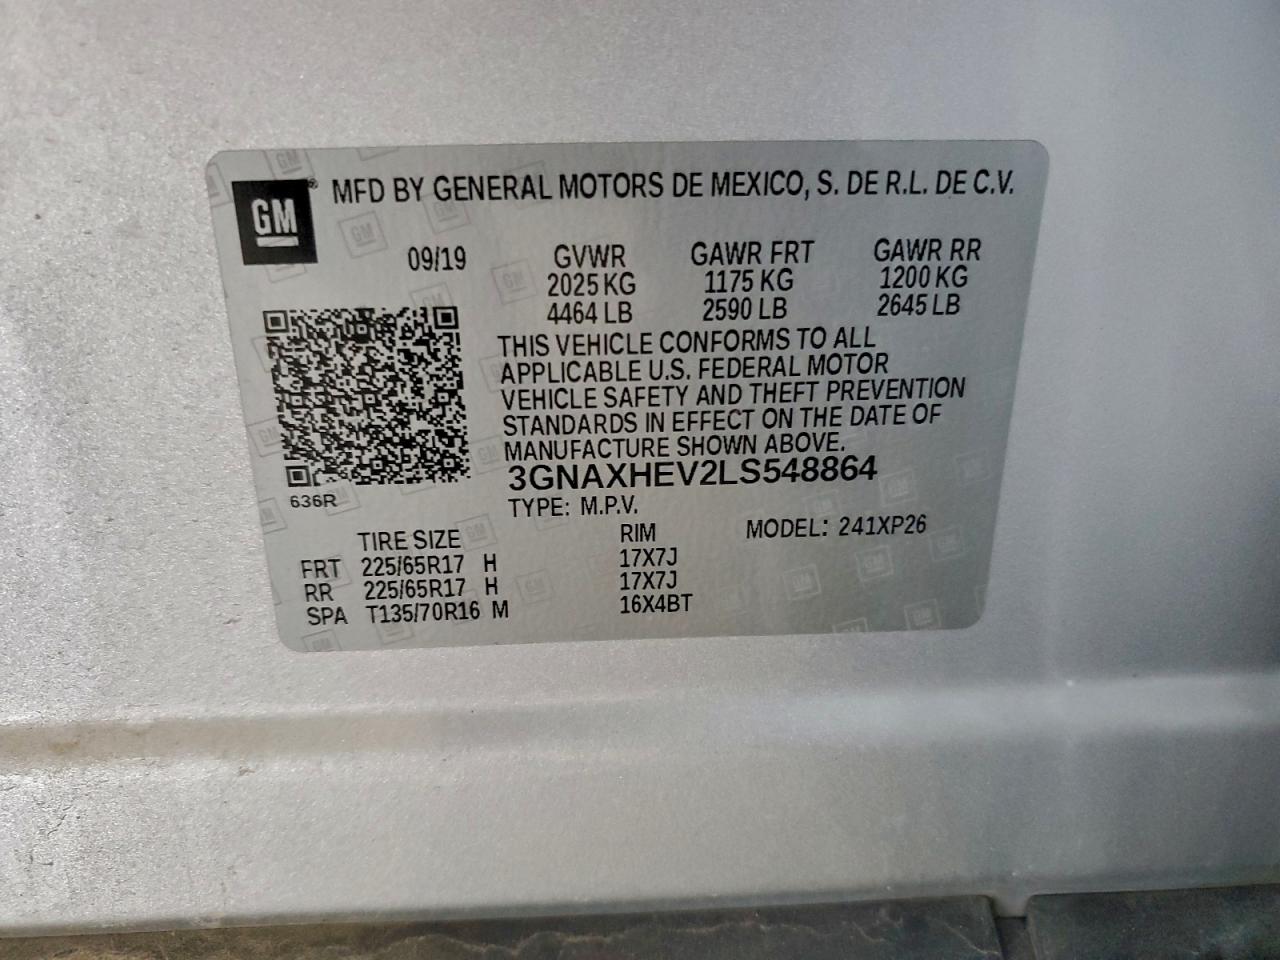 GM
® MFD BY GENERAL MOTORS DE MEXICO, S. DE R.L. DE C.V.
09/19 GVWR GAWR FRT GAWR RR
2025 KG 1175 KG 1200 KG
4464 LB 2590 LB 2645 LB
THIS VEHICLE CONFORMS TO ALL
APPLICABLE U.S. FEDERAL MOTOR
VEHICLE SAFETY AND THEFT PREVENTION
STANDARDS IN EFFECT ON THE DATE OF
MANUFACTURE SHOWN ABOVE.
3GNAXHEV2LS548864
636R
TYPE: M.P.V.
TIRE SIZE RIM MODEL: 241XP26
FRT 225/65R17 H 17X7J
RR 225/65R17 H 17X7J
SPA T135/70R16 M 16X4BT